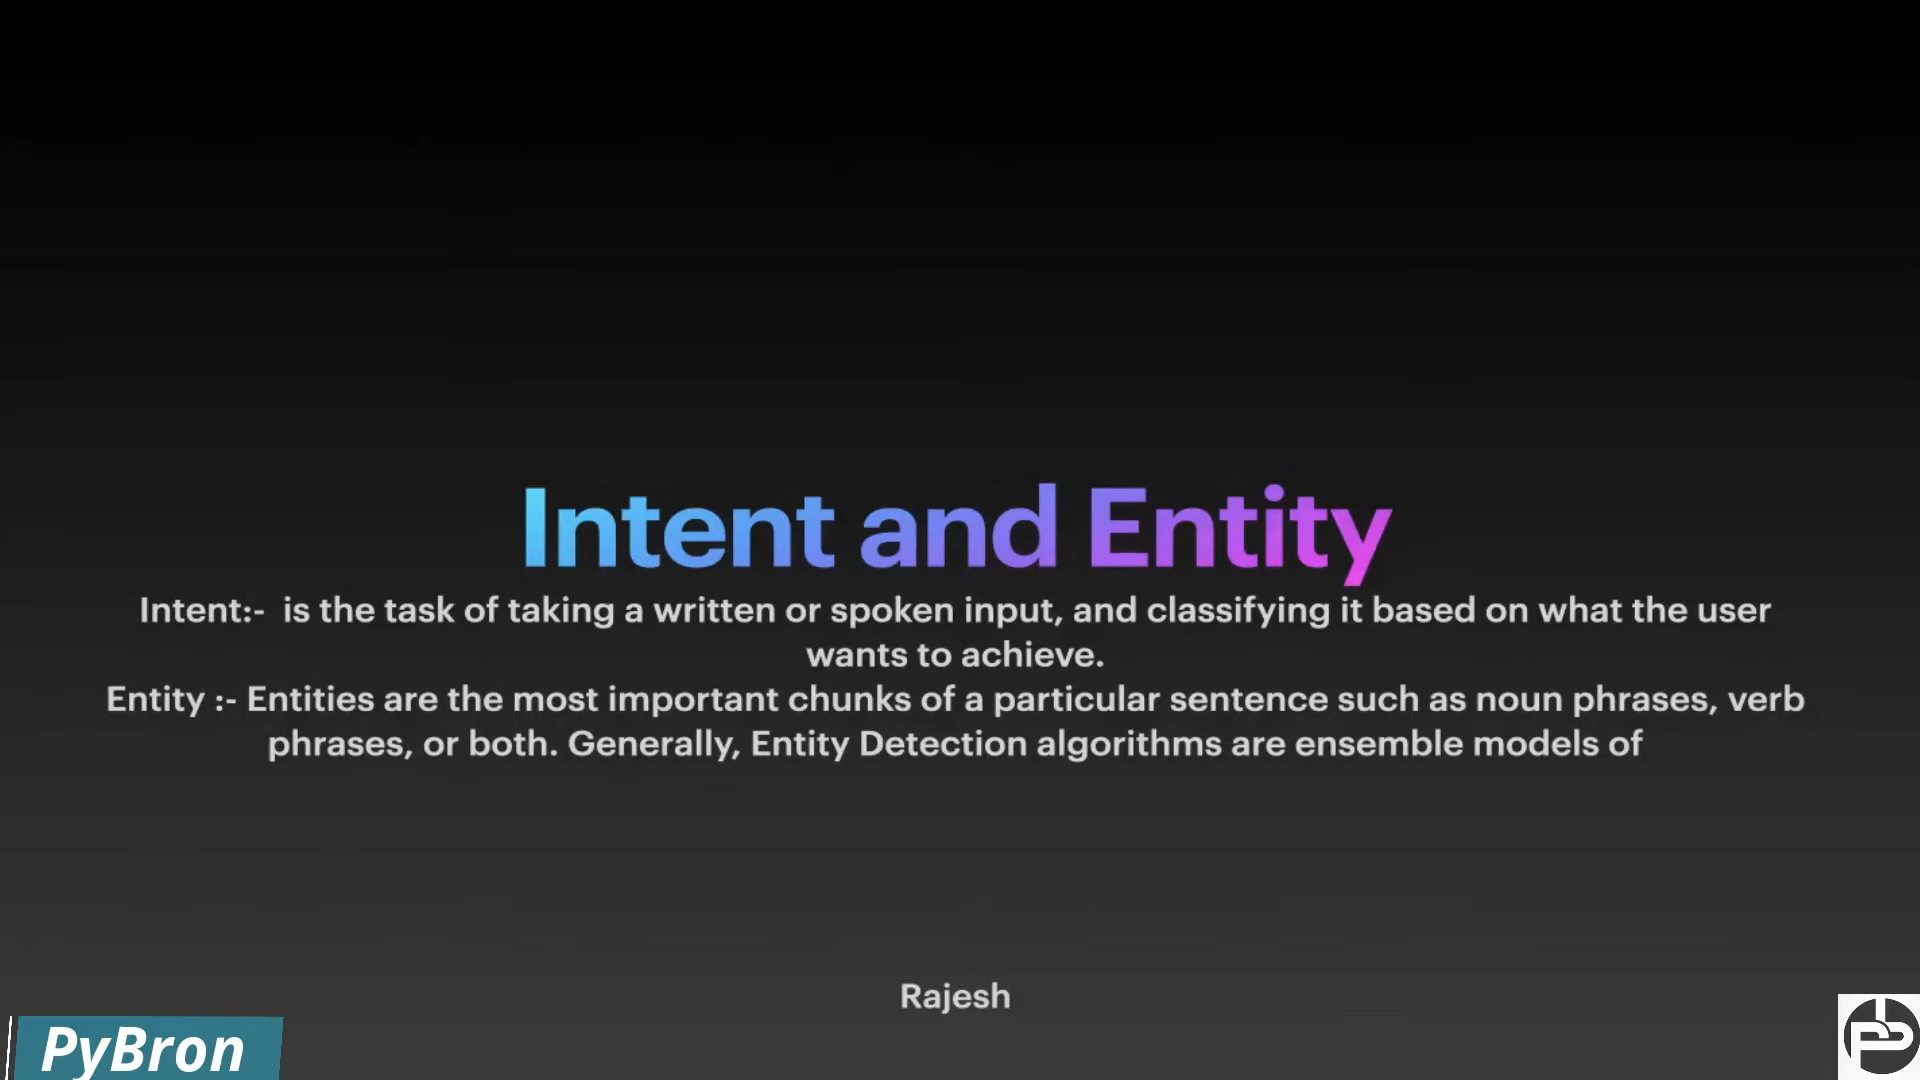 Intent and Entity
Intent:-  is the task of taking a written or spoken input, and classifying it based on what the user
wants to achieve.
Entity :- Entities are the most important chunks of a particular sentence such as noun phrases, verb
phrases, or both. Generally, Entity Detection algorithms are ensemble models of
Rajesh
PyBron